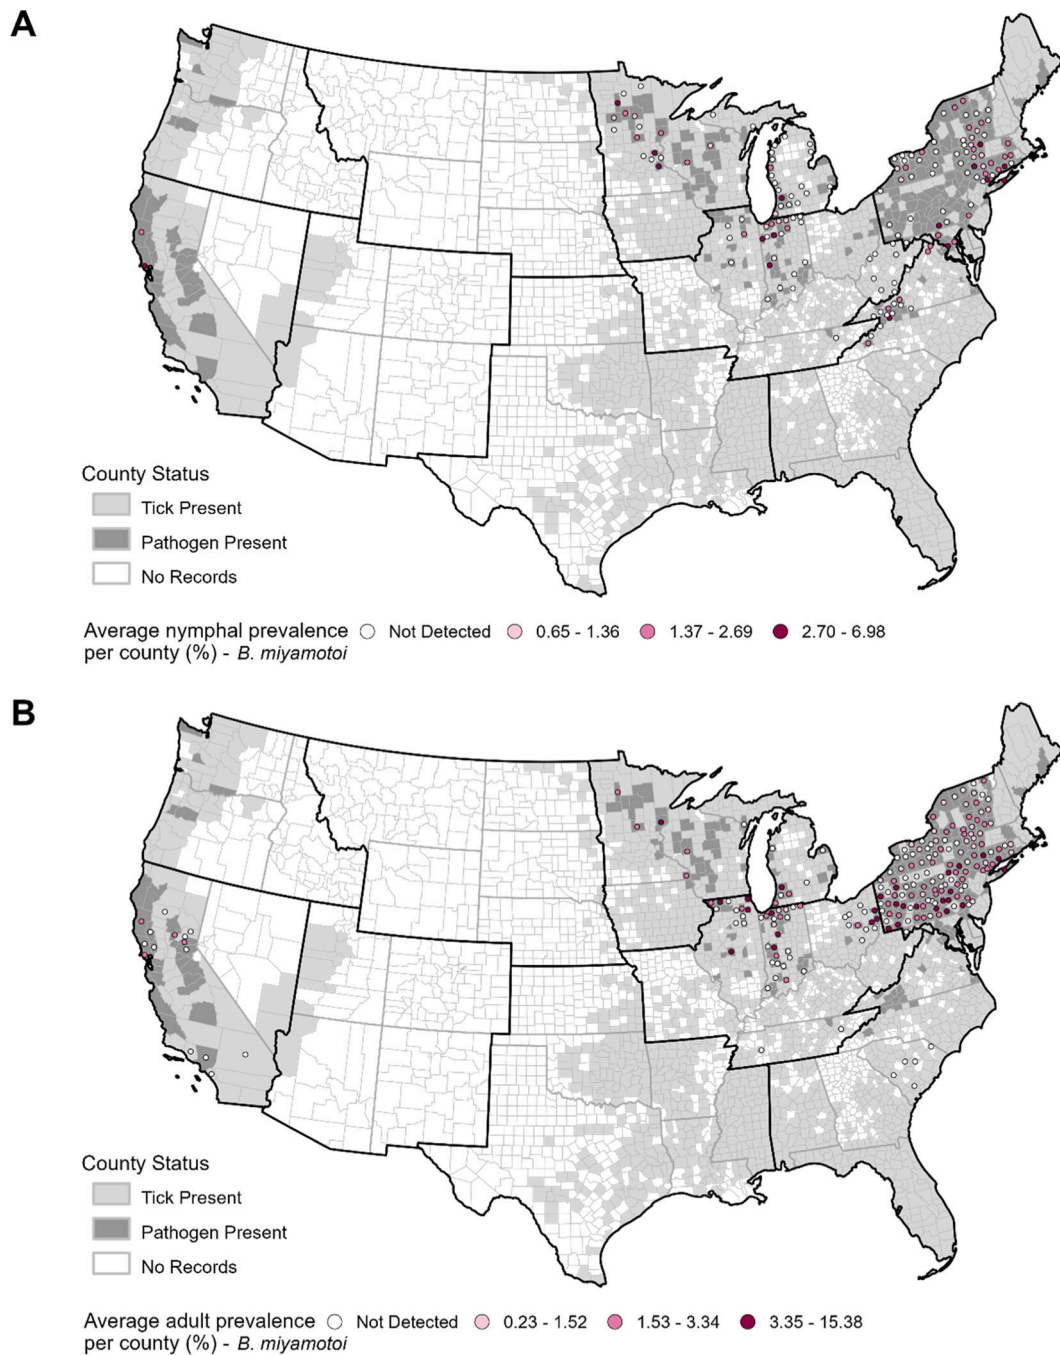 A
County Status
Tick Present
Pathogen Present
No Records
Average nymphal prevalence per county (%) - B. miyamotoi
Not Detected
0.65 - 1.36
1.37 - 2.69
2.70 - 6.98
B
County Status
Tick Present
Pathogen Present
No Records
Average adult prevalence per county (%) - B. miyamotoi
Not Detected
0.23 - 1.52
1.53 - 3.34
3.35 - 15.38